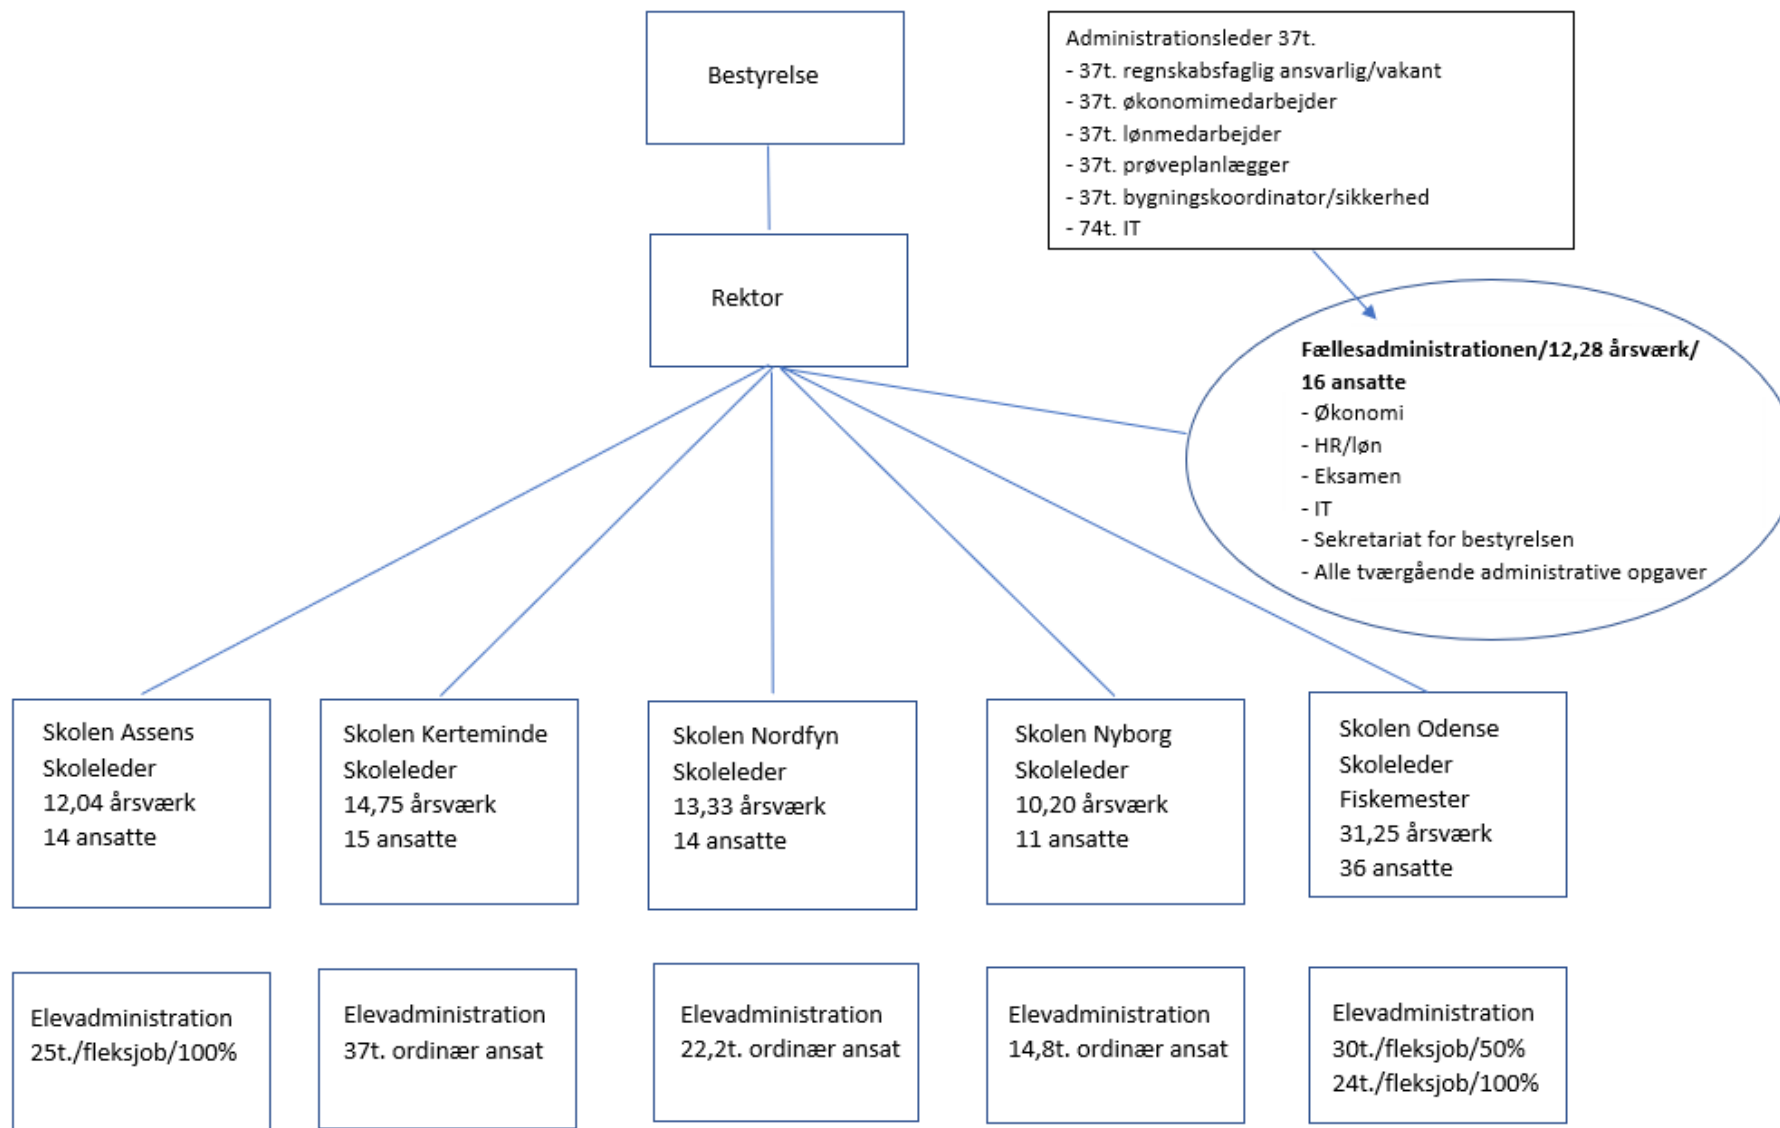 Bestyrelse
Administrationsleder 37t.
- 37t. regnskabsfaglig ansvarlig/vakant
- 37t. økonomimedarbejder
- 37t. lønmedarbejder
- 37t. prøveplanlægger
- 37t. bygningskoordinator/sikkerhed
- 74t. IT
Rektor
Fællesadministrationen/12,28 årsværk/
16 ansatte
- Økonomi
- HR/løn
- Eksamen
- IT
- Sekretariat for bestyrelsen
- Alle tværgående administrative opgaver
Skolen Assens
Skoleleder
12,04 årsværk
14 ansatte
Skolen Kerteminde
Skoleleder
14,75 årsværk
15 ansatte
Skolen Nordfyn
Skoleleder
13,33 årsværk
14 ansatte
Skolen Nyborg
Skoleleder
10,20 årsværk
11 ansatte
Skolen Odense
Skoleleder
Fiskemester
31,25 årsværk
36 ansatte
Elevadministration
25t./fleksjob/100%
Elevadministration
37t. ordinær ansat
Elevadministration
22,2t. ordinær ansat
Elevadministration
14,8t. ordinær ansat
Elevadministration
30t./fleksjob/50%
24t./fleksjob/100%